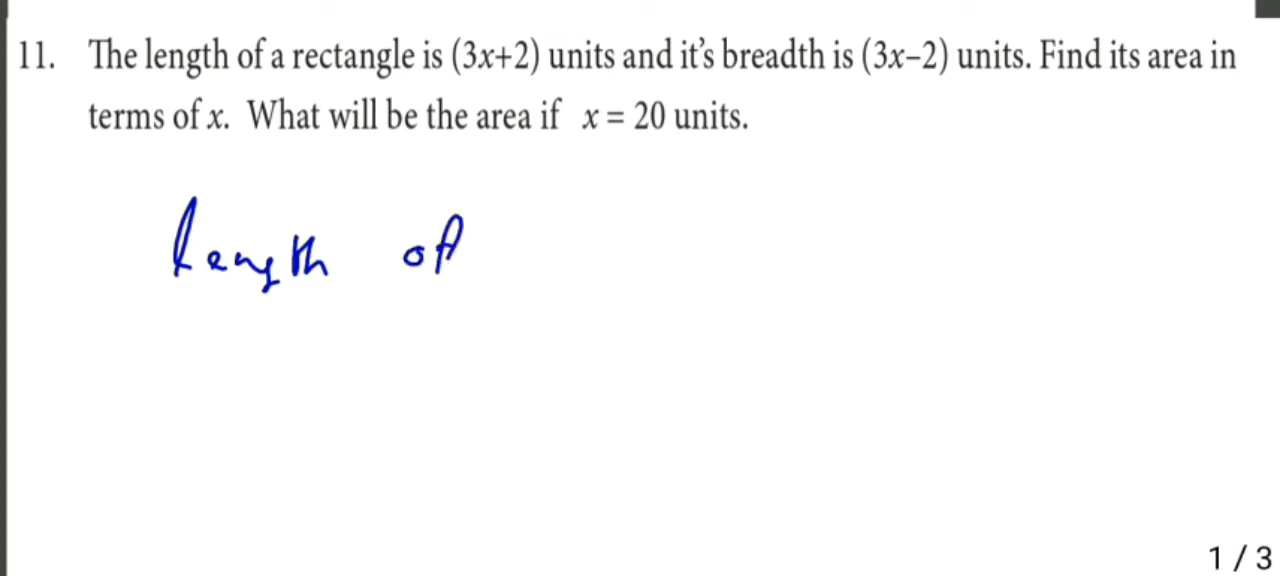 11. The length of a rectangle is (3x+2) units and it’s breadth is (3x–2) units. Find its area in
terms of x. What will be the area if x = 20 units.
length of
1 / 3